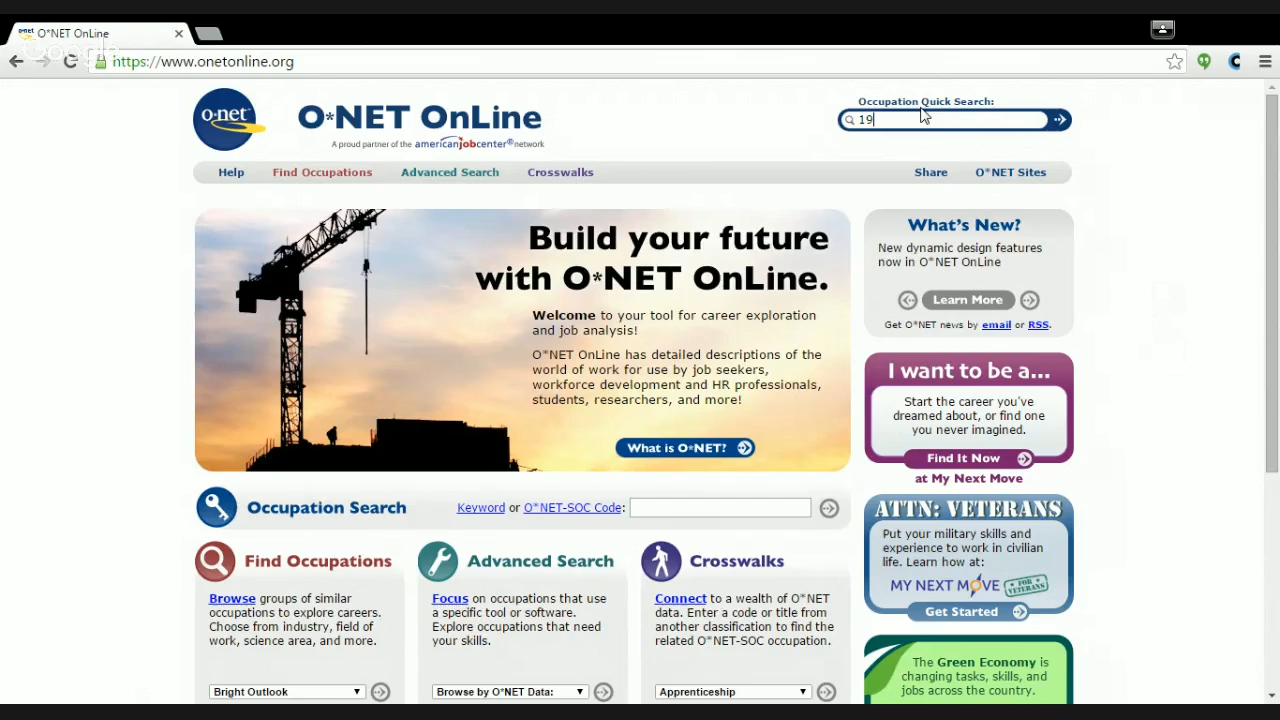 O*NET OnLine
Google
https://www.onetonline.org
o·net
O*NET OnLine
A proud partner of the americanjobcenter® network
Occupation Quick Search:
19
Help
Find Occupations
Advanced Search
Crosswalks
Share
O*NET Sites
Build your future
with O*NET OnLine.
Welcome to your tool for career exploration
and job analysis!
O*NET OnLine has detailed descriptions of the
world of work for use by job seekers,
workforce development and HR professionals,
students, researchers, and more!
What is O*NET?
What's New?
New dynamic design features
now in O*NET OnLine
Learn More
Get O*NET news by email or RSS.
I want to be a...
Start the career you've
dreamed about, or find one
you never imagined.
Find It Now
at My Next Move
Occupation Search
Keyword or O*NET-SOC Code:
ATTN: VETERANS
Put your military skills and
experience to work in civilian
life. Learn how at:
MY NEXT MOVE
FOR VETERANS
Get Started
Find Occupations
Browse groups of similar
occupations to explore careers.
Choose from industry, field of
work, science area, and more.
Bright Outlook
Advanced Search
Focus on occupations that use
a specific tool or software.
Explore occupations that need
your skills.
Browse by O*NET Data:
Crosswalks
Connect to a wealth of O*NET
data. Enter a code or title from
another classification to find the
related O*NET-SOC occupation.
Apprenticeship
The Green Economy is
changing tasks, skills, and
jobs across the country.